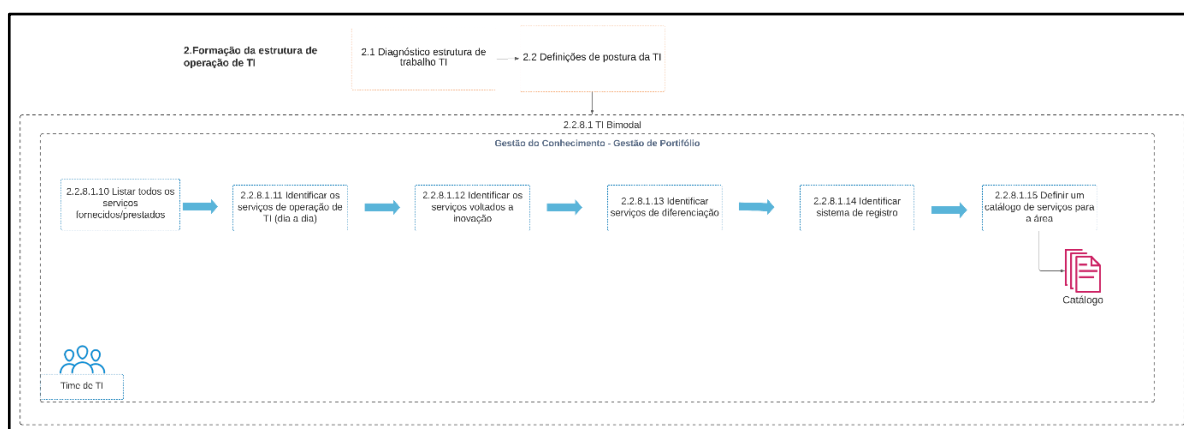 2.Formação da estrutura de
operação de TI
2.1 Diagnóstico estrutura de
trabalho TI
2.2 Definições de postura da TI
2.2.8.1 TI Bimodal
Gestão do Conhecimento - Gestão de Portifólio
2.2.8.1.10 Listar todos os
serviços
fornecidos/prestados
2.2.8.1.11 Identificar os
serviços de operação de
TI (dia a dia)
2.2.8.1.12 Identificar os
serviços voltados a
inovação
2.2.8.1.13 Identificar
serviços de diferenciação
2.2.8.1.14 Identificar
sistema de registro
2.2.8.1.15 Definir um
catálogo de serviços para
a área
Catálogo
Time de TI